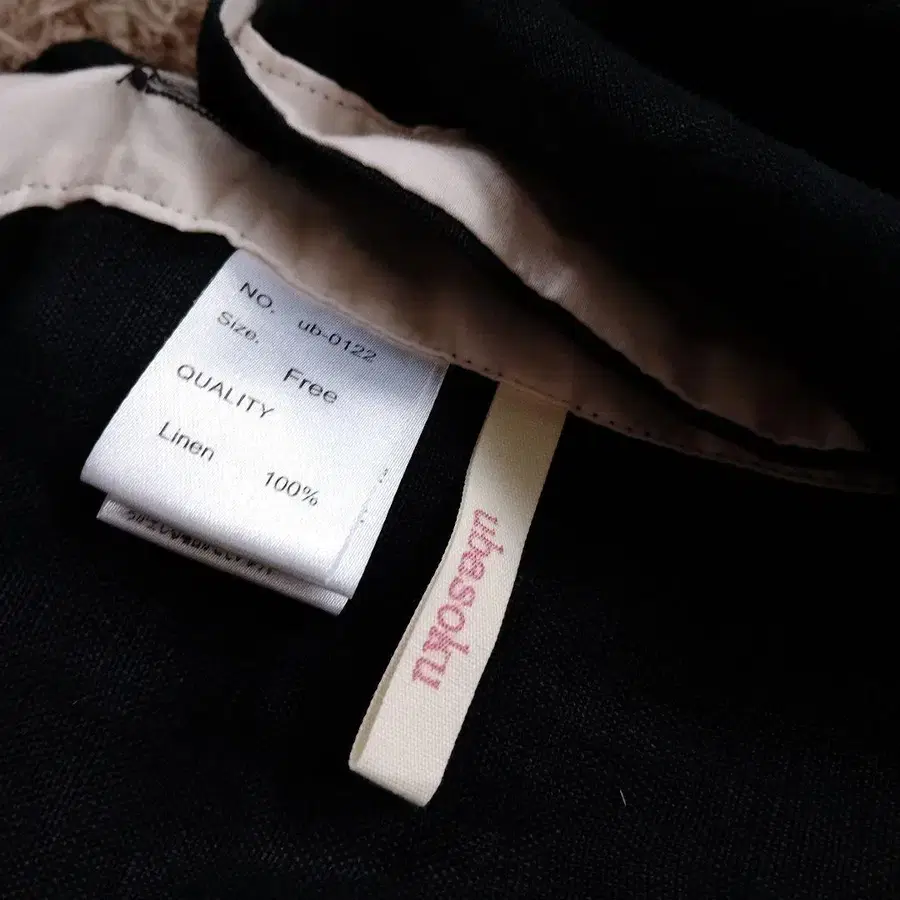 NO. ub-0122
Size. Free
QUALITY
Linen 100%
ubasoku